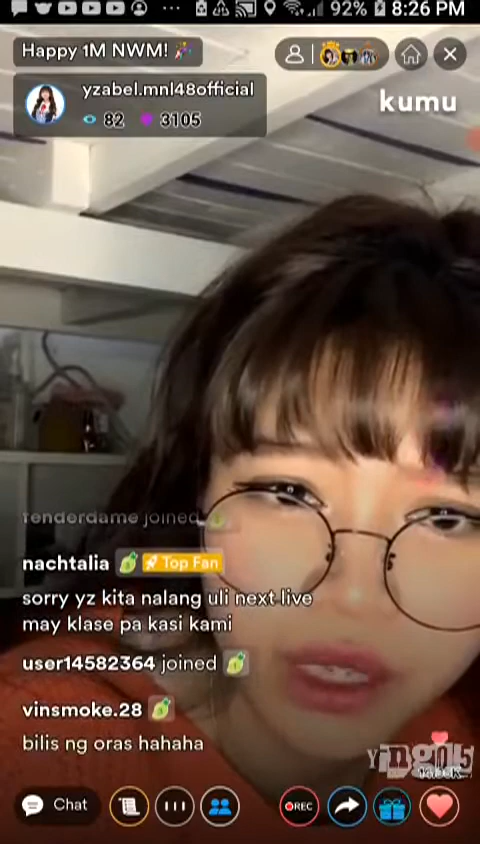 92% 8:26 PM
Happy 1M NWM! 🎉
yzabel.mnl48official
82 3105
kumu
Tenderdame joined
nachtalia Top Fan
sorry yz kita nalang uli next live
may klase pa kasi kami
user14582364 joined
vinsmoke.28
bilis ng oras hahaha
Yingo15
Chat
REC